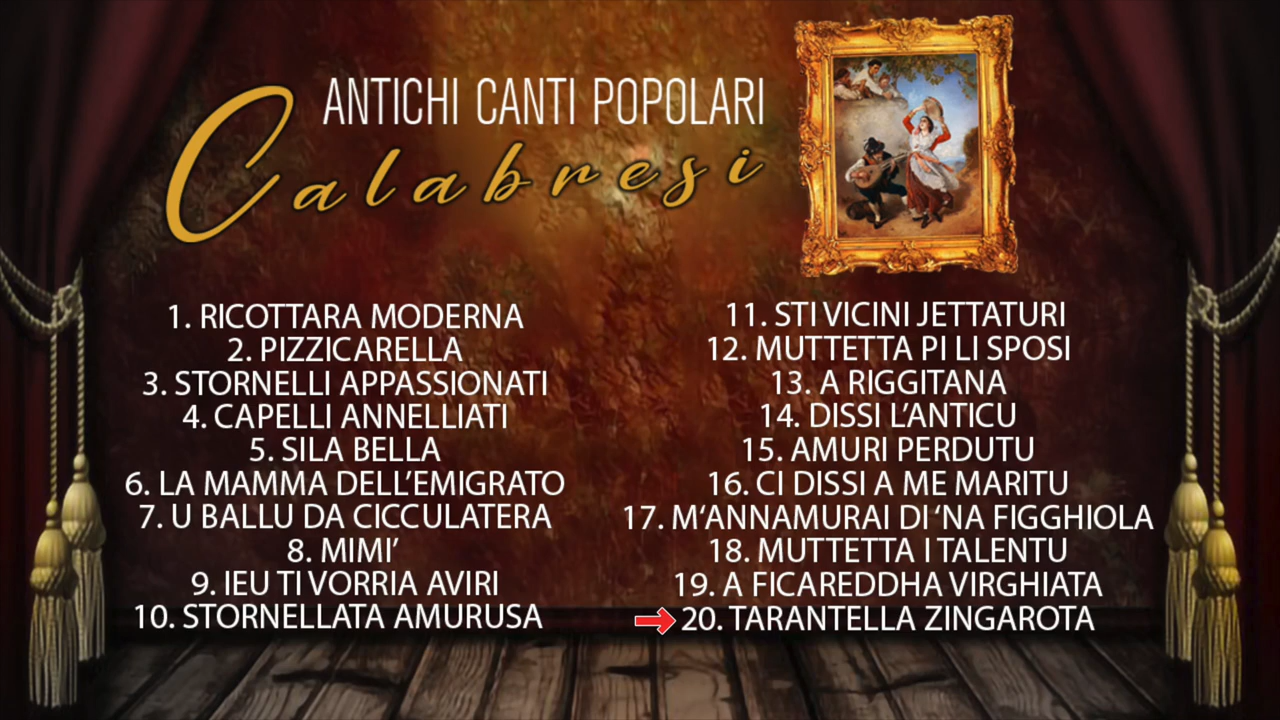 ANTICHI CANTI POPOLARI
Calabresi
1. RICOTTARA MODERNA
2. PIZZICARELLA
3. STORNELLI APPASSIONATI
4. CAPELLI ANNELLIATI
5. SILA BELLA
6. LA MAMMA DELL'EMIGRATO
7. U BALLU DA CICCULATERA
8. MIMI'
9. IEU TI VORRIA AVIRI
10. STORNELLATA AMURUSA
11. STI VICINI JETTATURI
12. MUTTETTA PI LI SPOSI
13. A RIGGITANA
14. DISSI L'ANTICU
15. AMURI PERDUTU
16. CI DISSI A ME MARITU
17. M'ANNAMURAI DI 'NA FIGGHIOLA
18. MUTTETTA I TALENTU
19. A FICAREDDHA VIRGHIATA
20. TARANTELLA ZINGAROTA